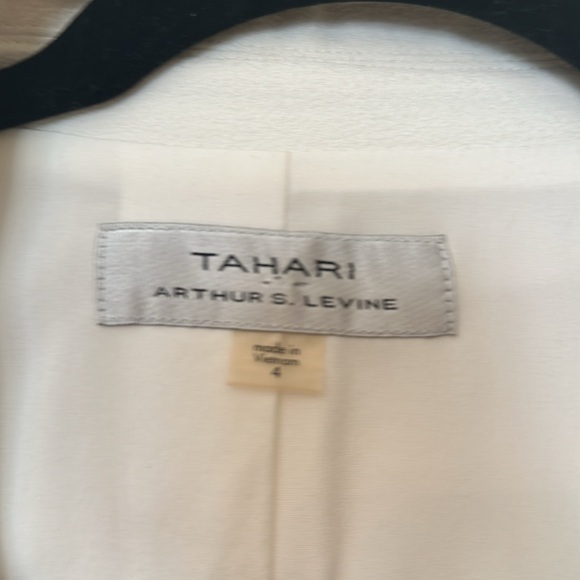 TAHARI
ARTHUR S. LEVINE
made in
Vietnam
4